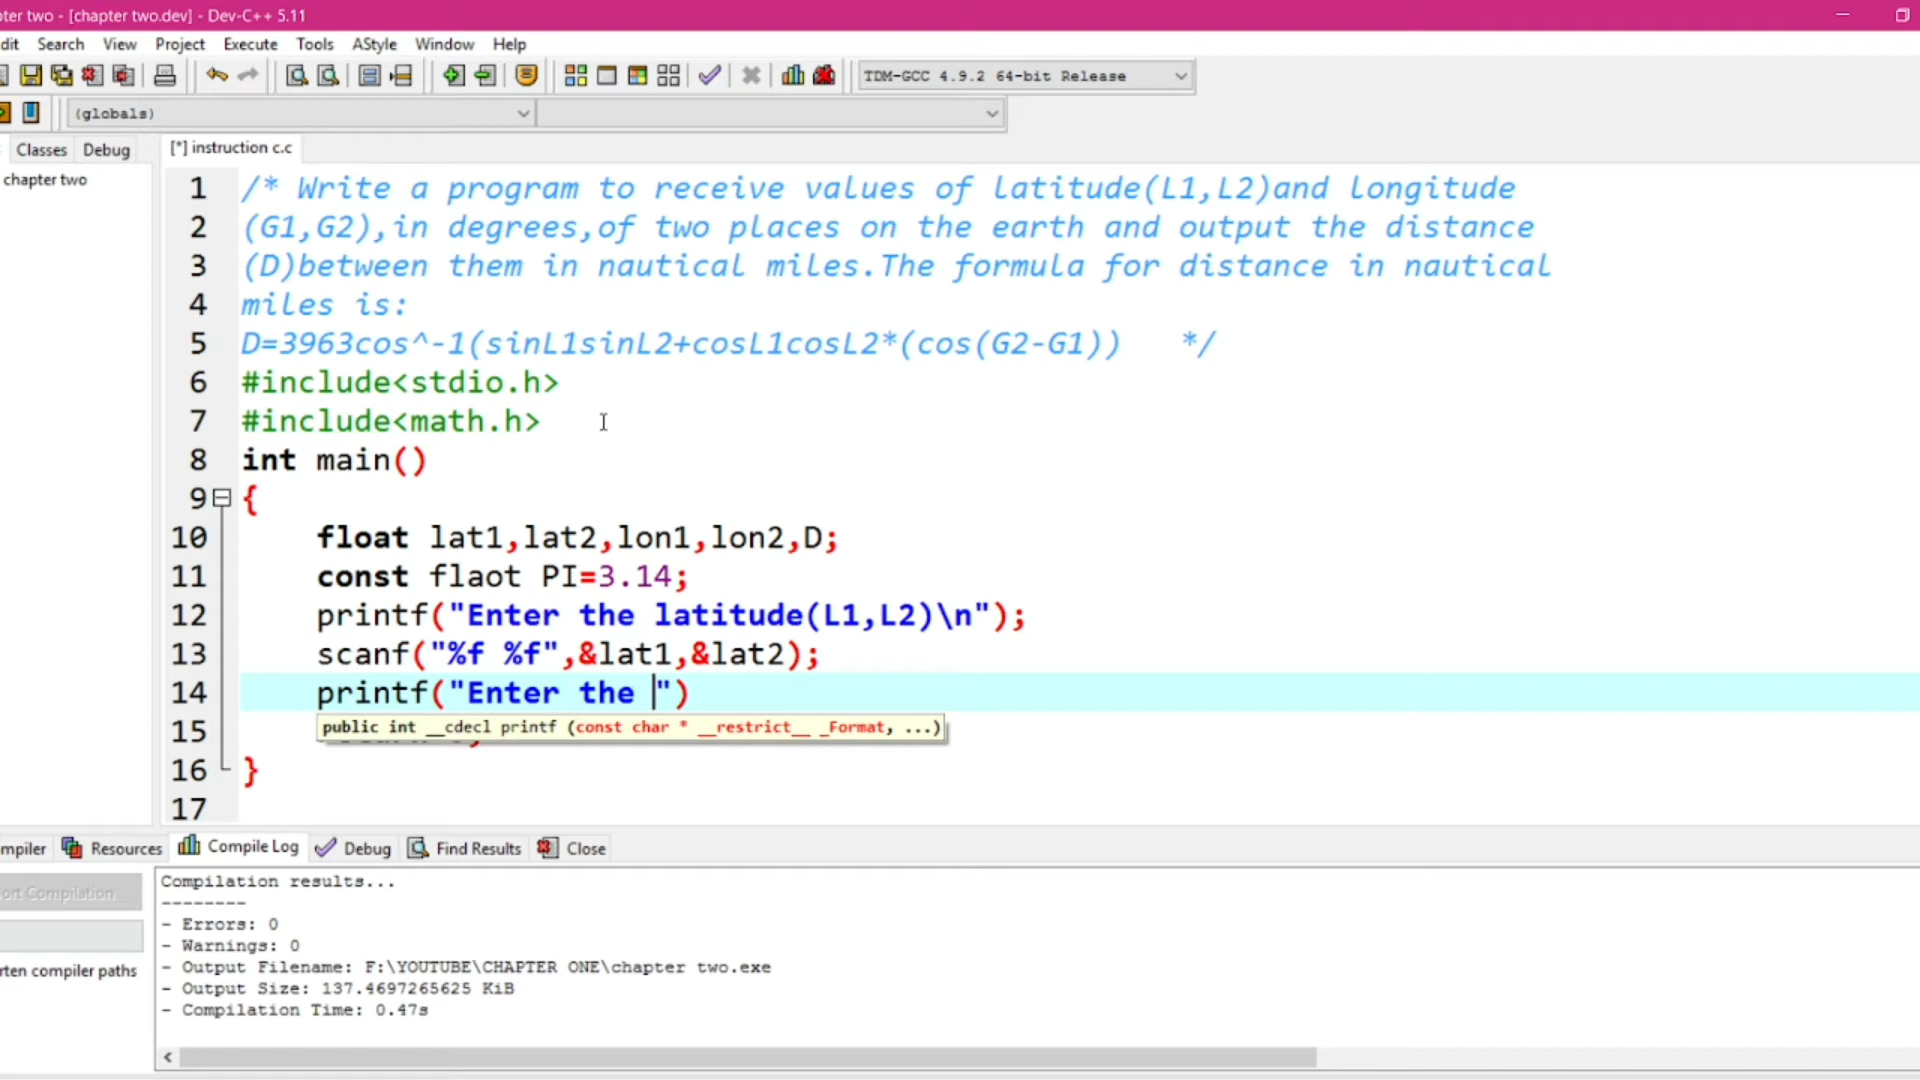 pter two - [chapter two.dev] - Dev-C++ 5.11
dit Search View Project Execute Tools AStyle Window Help
TDM-GCC 4.9.2 64-bit Release
(globals)
Classes Debug [*] instruction c.c
chapter two
1 /* Write a program to receive values of latitude(L1,L2)and longitude
2 (G1,G2),in degrees,of two places on the earth and output the distance
3 (D)between them in nautical miles.The formula for distance in nautical
4 miles is:
5 D=3963cos^-1(sinL1sinL2+cosL1cosL2*(cos(G2-G1)) */
6 #include<stdio.h>
7 #include<math.h>
8 int main()
9 {
10 float lat1,lat2,lon1,lon2,D;
11 const flaot PI=3.14;
12 printf("Enter the latitude(L1,L2)\n");
13 scanf("%f %f",&lat1,&lat2);
14 printf("Enter the ")
public int __cdecl printf (const char * __restrict__ _Format, ...)
15
16 }
17
mpiler Resources Compile Log Debug Find Results Close
Compilation results...
--------
- Errors: 0
- Warnings: 0
- Output Filename: F:\YOUTUBE\CHAPTER ONE\chapter two.exe
- Output Size: 137.4697265625 KiB
- Compilation Time: 0.47s
ort Compilation
rten compiler paths